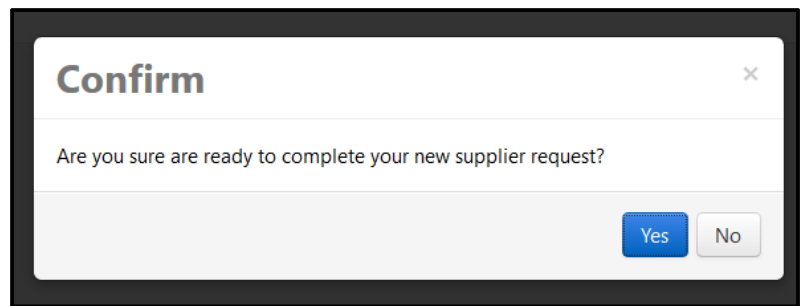 Confirm
×
Are you sure are ready to complete your new supplier request?
Yes No